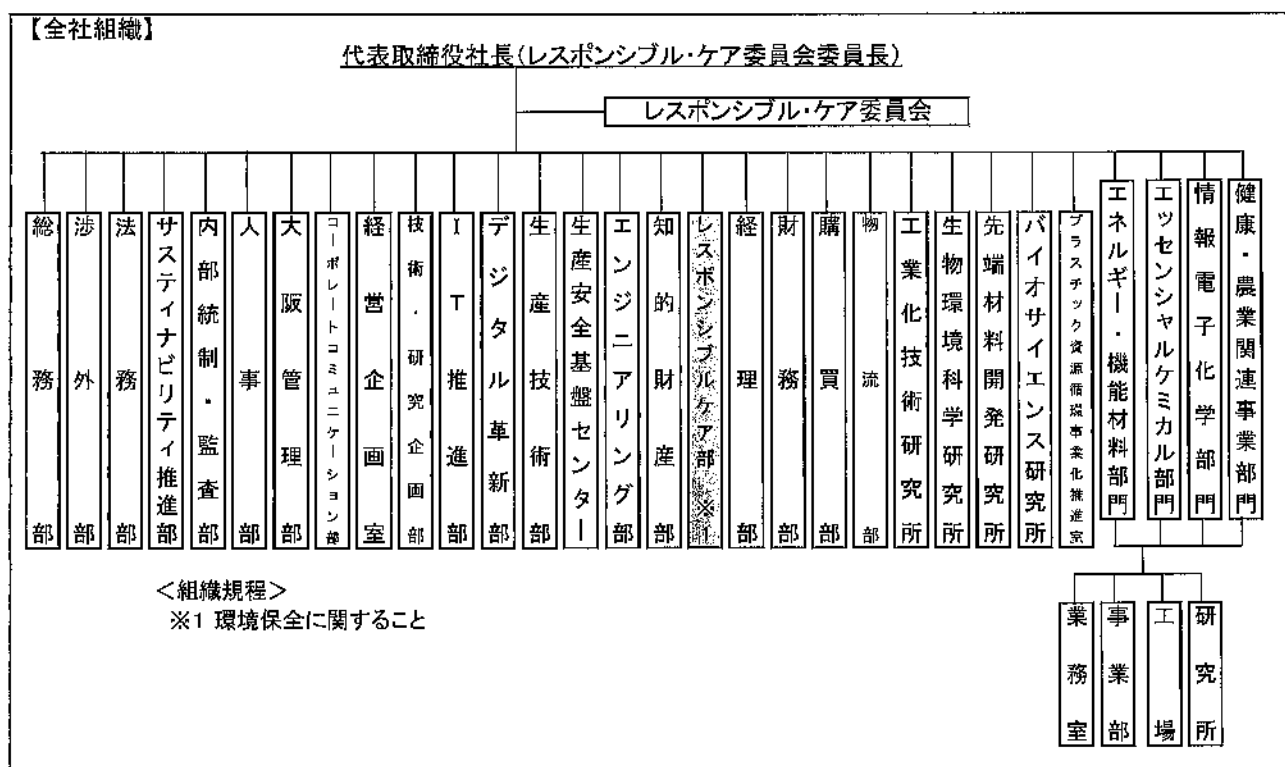 【全社組織】
代表取締役社長(レスポンシブル・ケア委員会委員長)
レスポンシブル・ケア委員会
総務部
渉外部
法務部
サスティナビリティ推進部
内部統制・監査部
人事部
大阪管理部
コーポレートコミュニケーション部
経営企画室
技術・研究企画部
IT推進部
デジタル革新部
生産技術部
生産安全基盤センター
エンジニアリング部
知的財産部
レスポンシブルケア部※1
経理部
財務部
購買部
物流部
工業化技術研究所
生物環境科学研究所
先端材料開発研究所
バイオサイエンス研究所
プラスチック資源循環事業化推進室
エネルギー・機能材料部門
エッセンシャルケミカル部門
情報電子化学部門
健康・農業関連事業部門
<組織規程>
※1 環境保全に関すること
業務室
事業部
工場
研究所